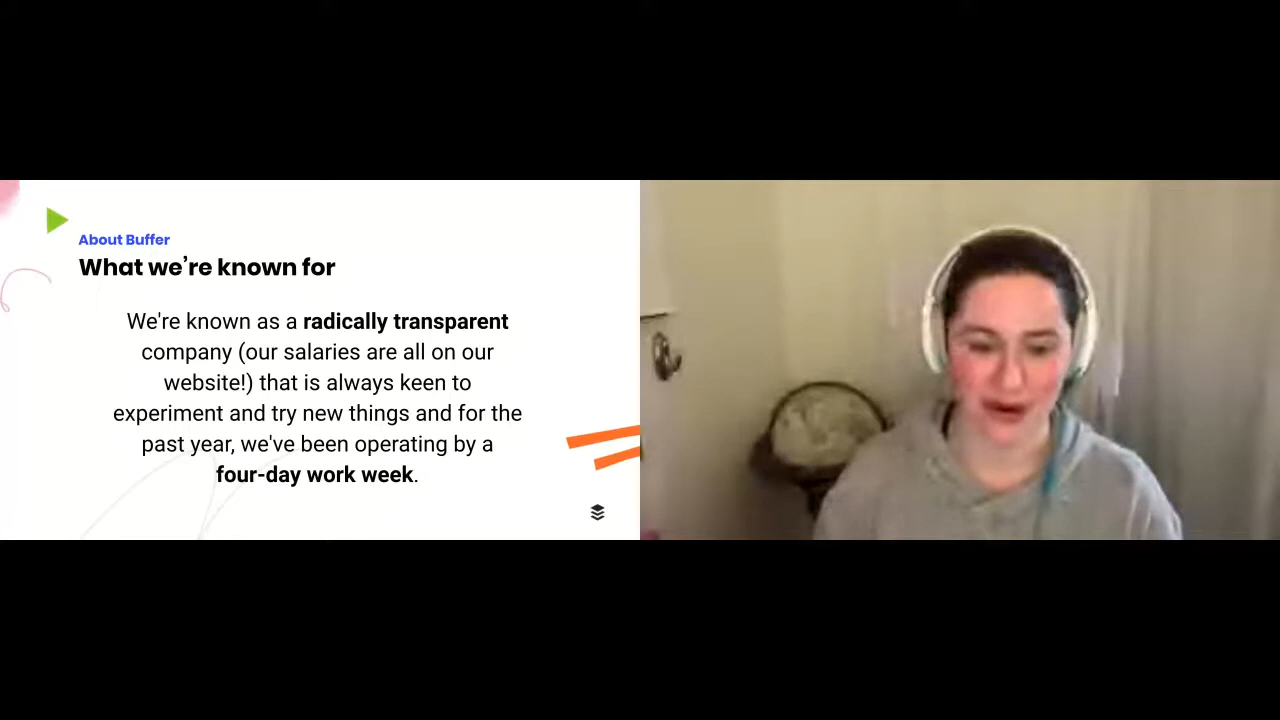 About Buffer
What we're known for
We're known as a radically transparent
company (our salaries are all on our
website!) that is always keen to
experiment and try new things and for the
past year, we've been operating by a
four-day work week.